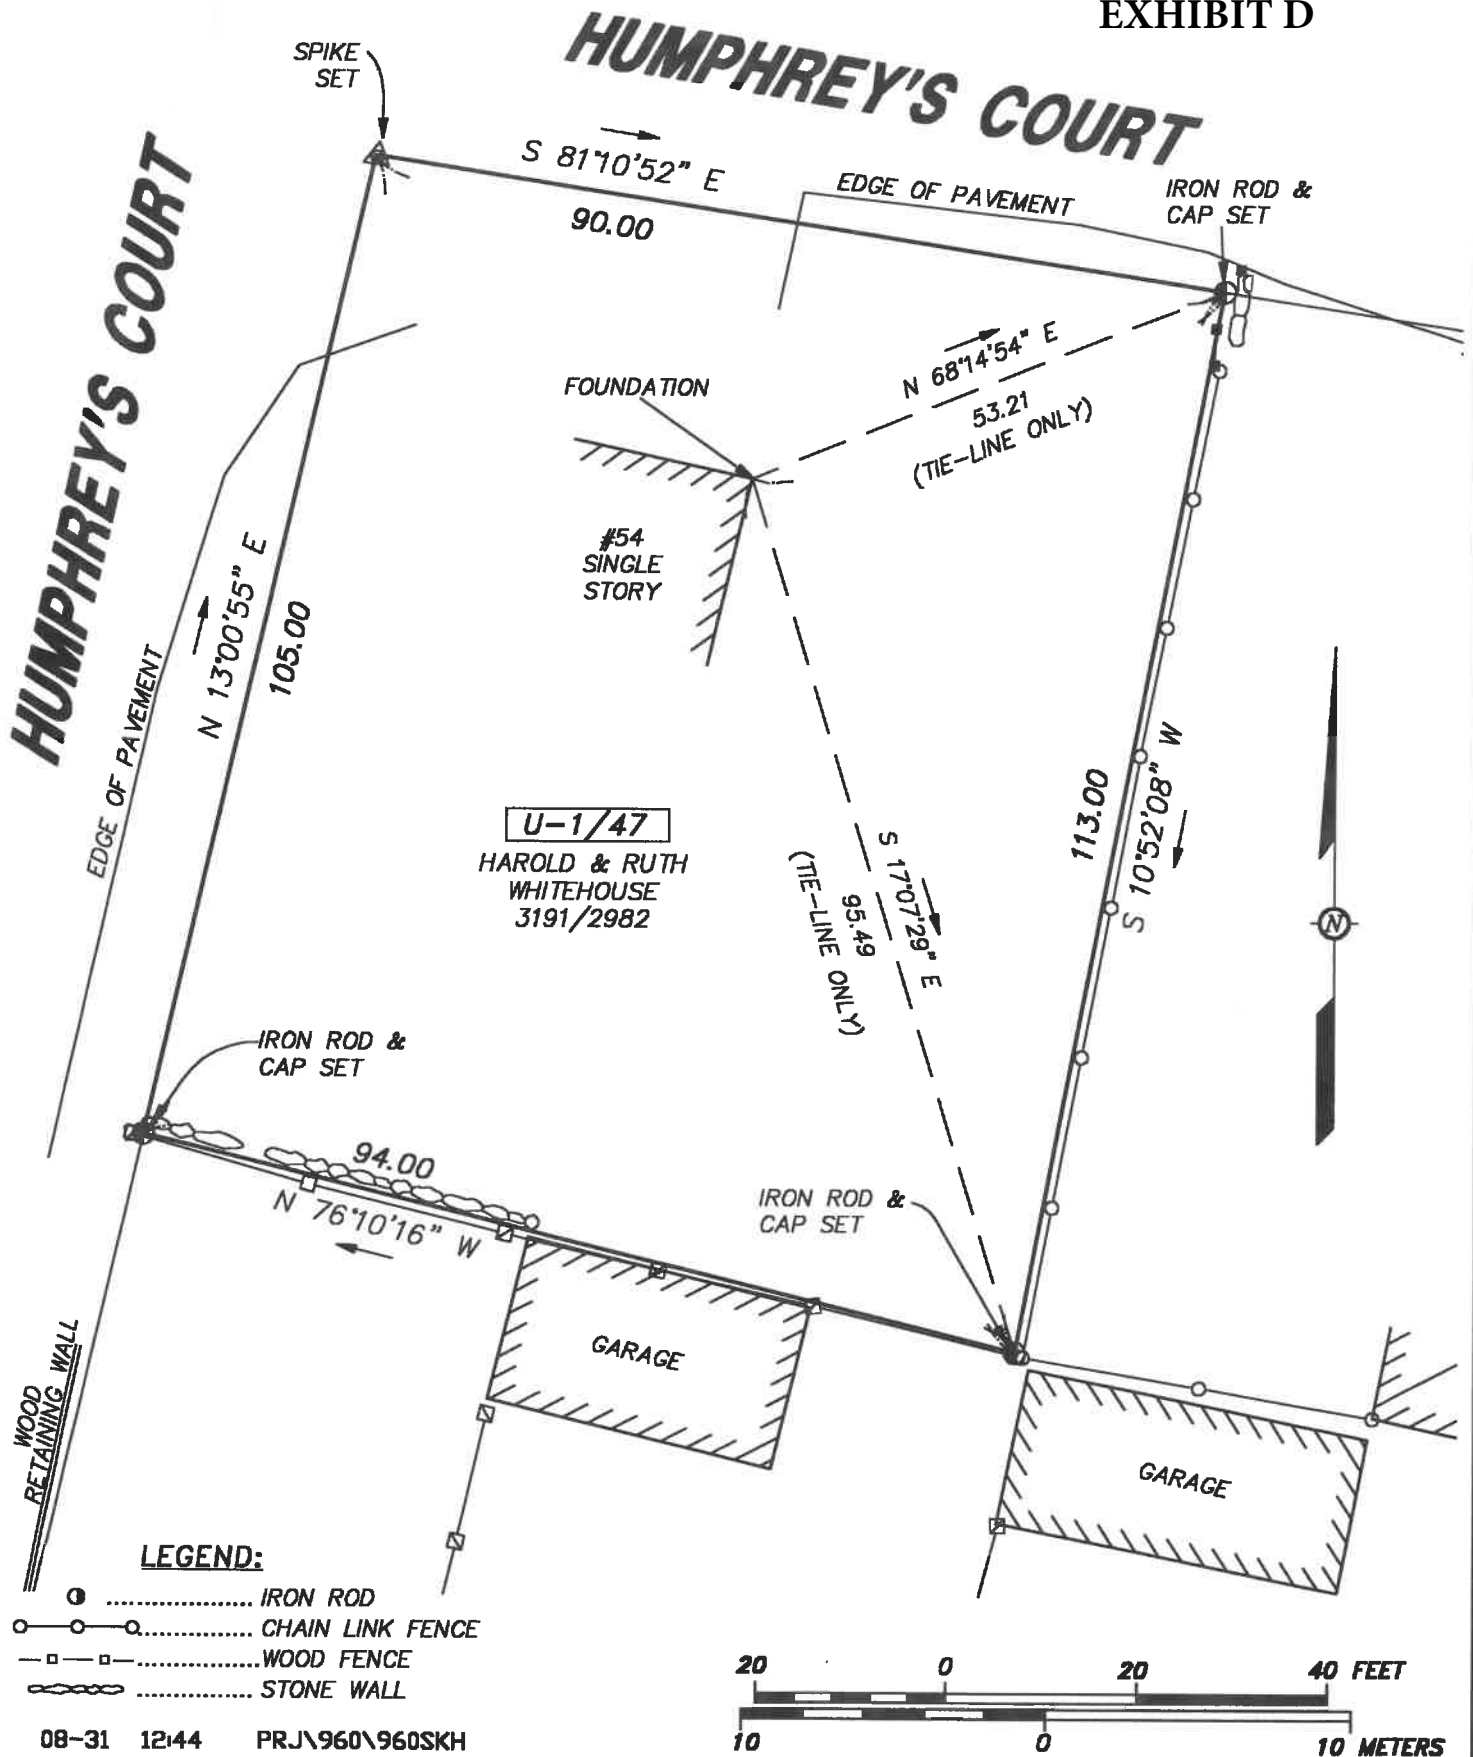 EXHIBIT D
HUMPHREY'S COURT
SPIKE
SET
S 81°10'52" E
90.00
EDGE OF PAVEMENT
IRON ROD &
CAP SET
HUMPHREY'S COURT
N 68°14'54" E
53.21
(TIE-LINE ONLY)
FOUNDATION
#54
SINGLE
STORY
N 13°00'55" E
105.00
EDGE OF PAVEMENT
113.00
S 10°52'08" W
U-1/47
HAROLD & RUTH
WHITEHOUSE
3191/2982
S 17°07'29" E
95.49
(TIE-LINE ONLY)
N
IRON ROD &
CAP SET
94.00
N 76°10'16" W
IRON ROD &
CAP SET
GARAGE
GARAGE
WOOD
RETAINING WALL
LEGEND:
........................ IRON ROD
................... CHAIN LINK FENCE
.................... WOOD FENCE
................... STONE WALL
20 0 20 40 FEET
10 0 10 METERS
08-31 12:44 PRJ\960\960SKH